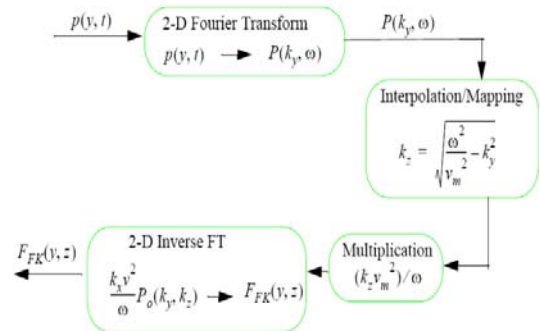 p(y, t)
2-D Fourier Transform
p(y, t) → P(k_y, ω)
P(k_y, ω)
Interpolation/Mapping
k_z = √(ω²/v_m² − k_y²)
Multiplication
(k_z v_m²)/ω
2-D Inverse FT
k_x v²/ω P_o(k_y, k_z) → F_FK(y, z)
F_FK(y, z)